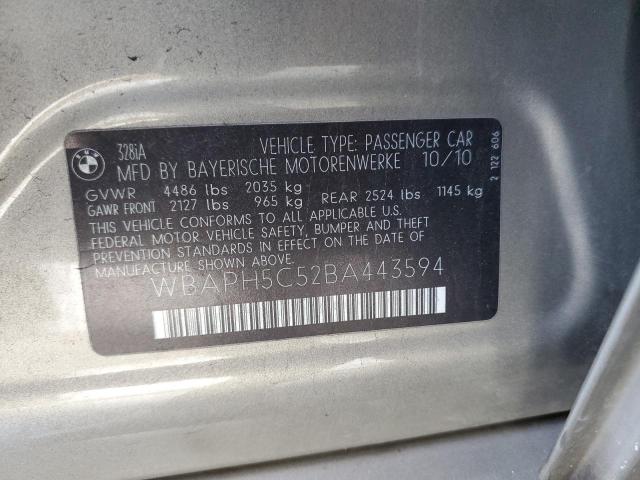 BMW
328iA VEHICLE TYPE: PASSENGER CAR
MFD BY BAYERISCHE MOTORENWERKE 10/10
GVWR 4486 lbs 2035 kg
GAWR FRONT 2127 lbs 965 kg REAR 2524 lbs 1145 kg
THIS VEHICLE CONFORMS TO ALL APPLICABLE U.S.
FEDERAL MOTOR VEHICLE SAFETY, BUMPER AND THEFT
PREVENTION STANDARDS IN EFFECT ON THE DATE OF
MANUFACTURE SHOWN ABOVE.
WBAPH5C52BA443594
2 122 606